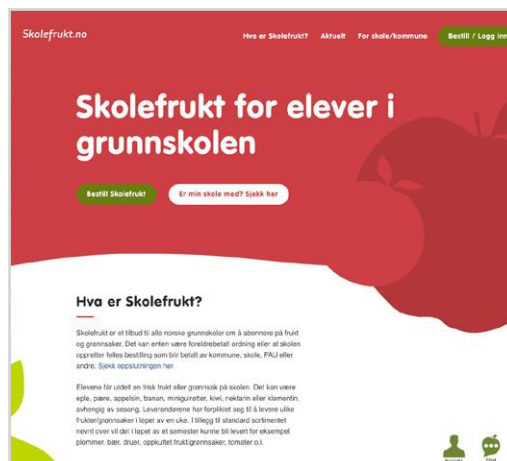 Skolefrukt.no
Hva er Skolefrukt? Aktuelt For skole/kommune Bestill / Logg inn
Skolefrukt for elever i
grunnskolen
Bestill Skolefrukt Er min skole med? Sjekk her
Hva er Skolefrukt?
Skolefrukt er et tilbud til alle norske grunnskoler om å abonnere på frukt
og grønnsaker. Det kan enten være foreldrebetalt ordning eller at skolen
oppretter felles bestilling som blir betalt av kommune, skole, FAU eller
andre. Sjekk oppslutningen her.
Elevene får utdelt en frisk frukt eller grønnsak på skolen. Det kan være
eple, pære, appelsin, banan, minigulrøtter, kiwi, nektarin eller klementin,
avhengig av sesong. Leverandørene har forpliktet seg til å levere ulike
frukter/grønnsaker i løpet av en uke. I tillegg til standard sortimentet
nevnt over vil det i løpet av et semester kunne bli levert for eksempel
plommer, bær, druer, oppkuttet frukt/grønnsaker, tomater o.l.
Chat